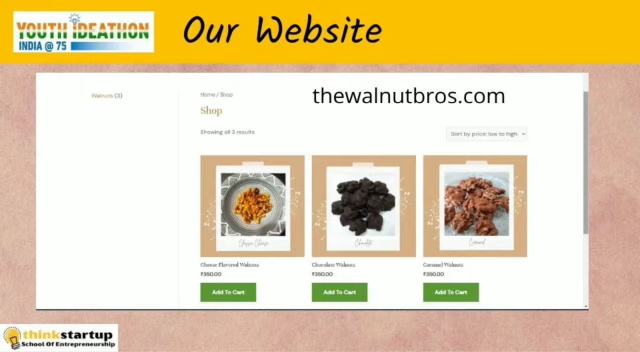 YOUTH IDEATHON
INDIA @ 75
Our Website
Walnuts (3)
Home / Shop
thewalnutbros.com
Shop
Showing all 3 results
Sort by price: low to high
Chocolate
Caramel
Cheese Flavored Walnuts
Chocolate Walnuts
Caramel Walnuts
₹350.00
₹350.00
₹350.00
Add To Cart
Add To Cart
Add To Cart
thinkstartup
School Of Entrepreneurship